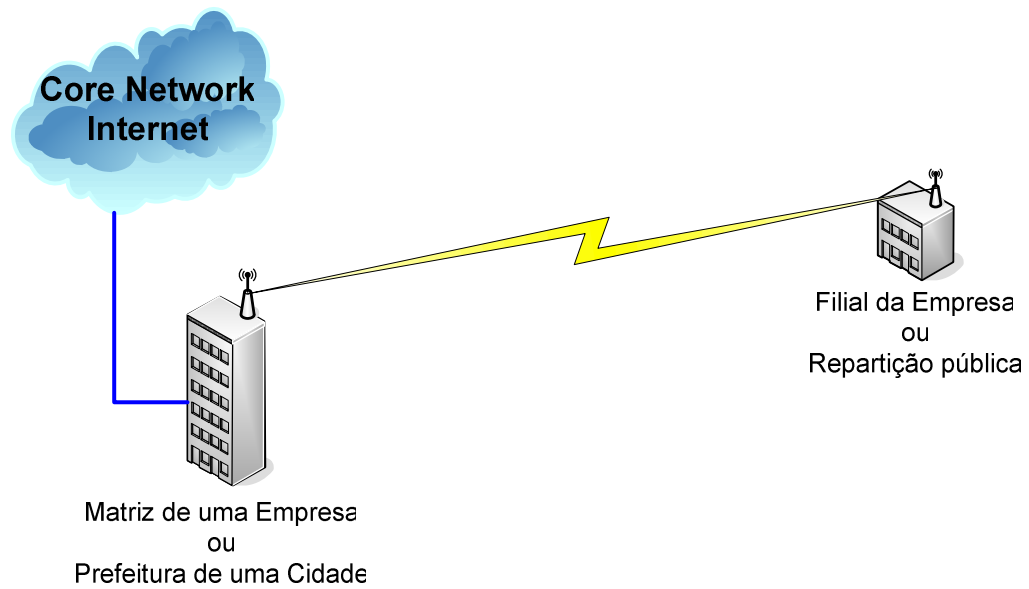 Core Network
Internet
Filial da Empresa
ou
Repartição pública
Matriz de uma Empresa
ou
Prefeitura de uma Cidade